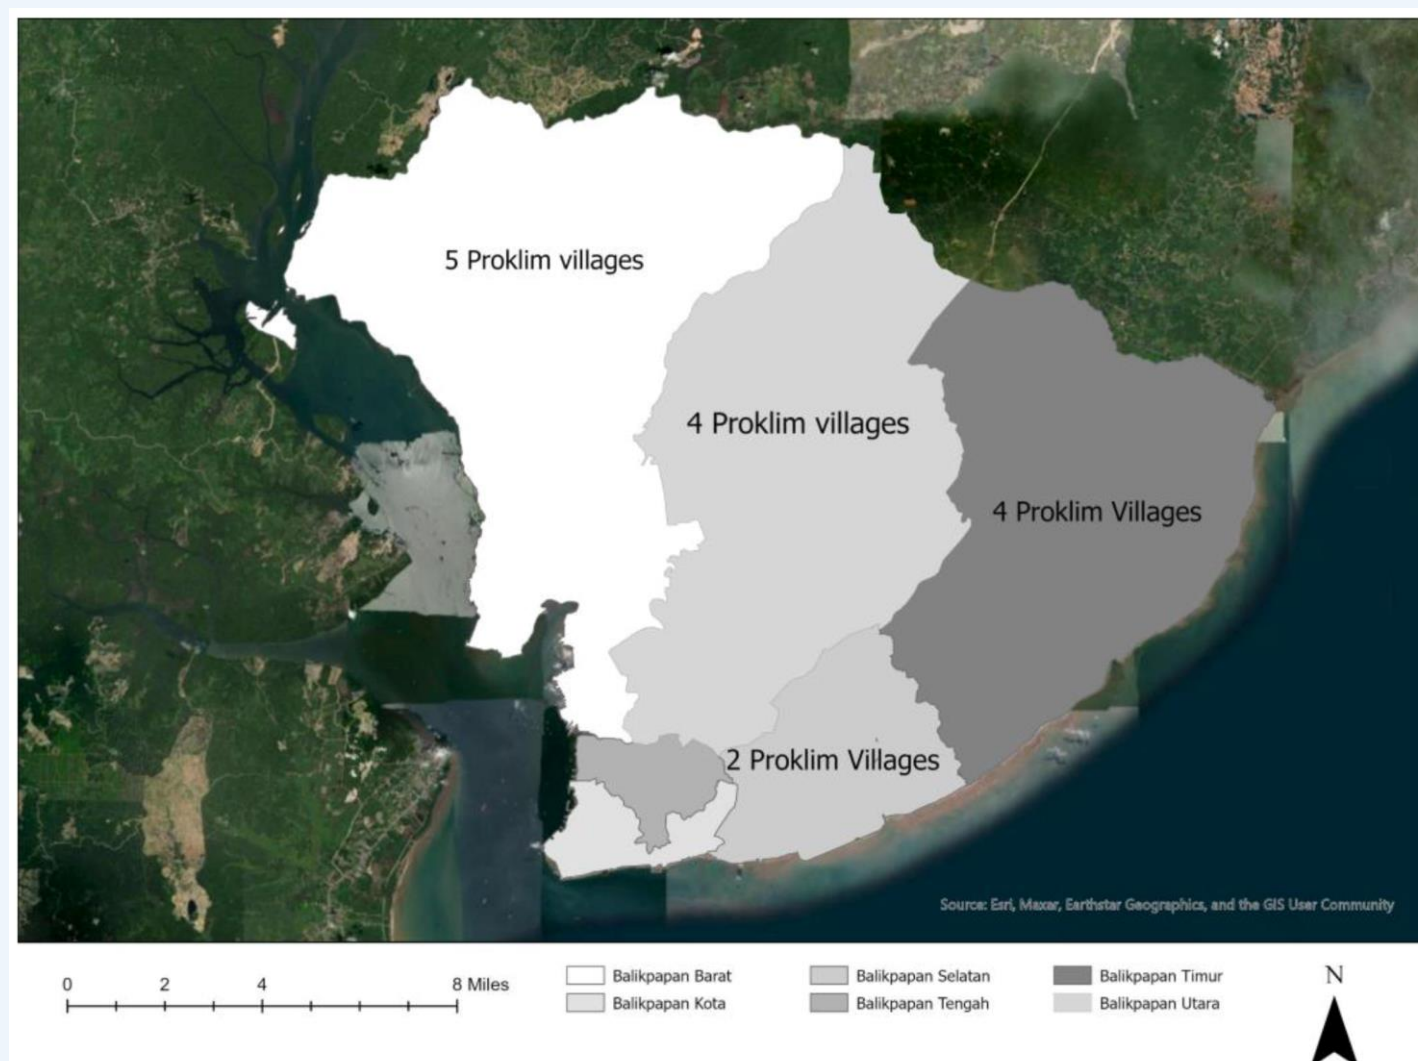 5 Proklim villages
4 Proklim villages
4 Proklim Villages
2 Proklim Villages
Source: Esri, Maxar, Earthstar Geographics, and the GIS User Community
0 2 4 8 Miles
Balikpapan Barat
Balikpapan Kota
Balikpapan Selatan
Balikpapan Tengah
Balikpapan Timur
Balikpapan Utara
N